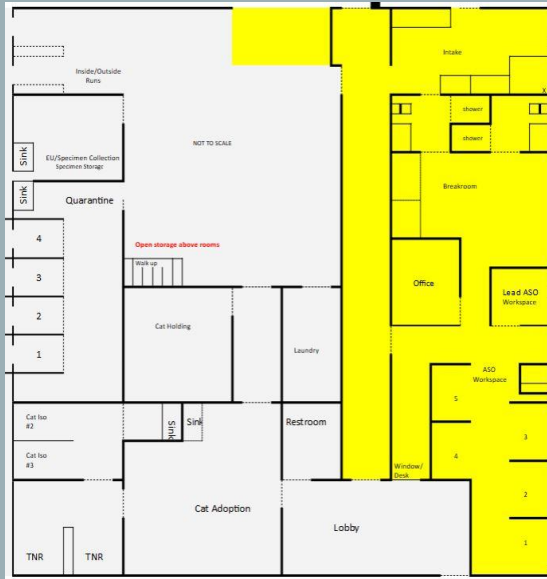 Intake
Inside/Outside
Runs
X
shower
shower
NOT TO SCALE
Sink
EU/Specimen Collection
Specimen Storage
Breakroom
Sink
Quarantine
4
Open storage above rooms
Walk up
3
Office
Lead ASO
Workspace
2
Cat Holding
1
Laundry
ASO
Workspace
5
Cat Iso
#2
Sink
Sink
Restroom
3
4
Cat Iso
#3
Window/
Desk
2
Cat Adoption
Lobby
1
TNR
TNR